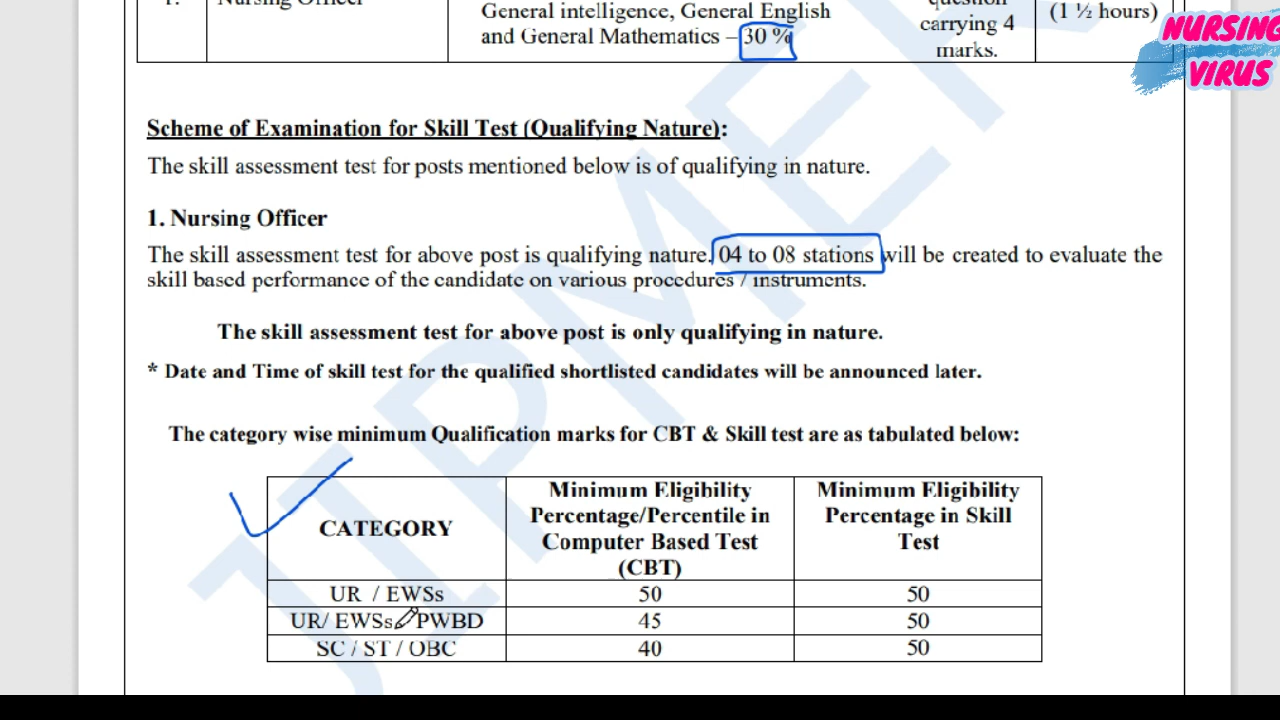 1. Nursing Officer
General intelligence, General English
and General Mathematics – 30 %
question
carrying 4
marks.
(1 ½ hours)
NURSING
VIRUS
Scheme of Examination for Skill Test (Qualifying Nature):
The skill assessment test for posts mentioned below is of qualifying in nature.
1. Nursing Officer
The skill assessment test for above post is qualifying nature. 04 to 08 stations will be created to evaluate the
skill based performance of the candidate on various procedures / instruments.
The skill assessment test for above post is only qualifying in nature.
* Date and Time of skill test for the qualified shortlisted candidates will be announced later.
The category wise minimum Qualification marks for CBT & Skill test are as tabulated below:
CATEGORY
Minimum Eligibility
Percentage/Percentile in
Computer Based Test
(CBT)
Minimum Eligibility
Percentage in Skill
Test
UR / EWSs 50 50
UR/ EWSs PWBD 45 50
SC / ST / OBC 40 50
JIPMER